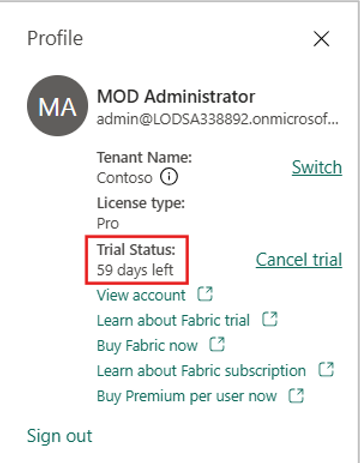 Profile
MA
MOD Administrator
admin@LODSA338892.onmicrosof...
Tenant Name:
Contoso
Switch
License type:
Pro
Trial Status:
59 days left
Cancel trial
View account
Learn about Fabric trial
Buy Fabric now
Learn about Fabric subscription
Buy Premium per user now
Sign out